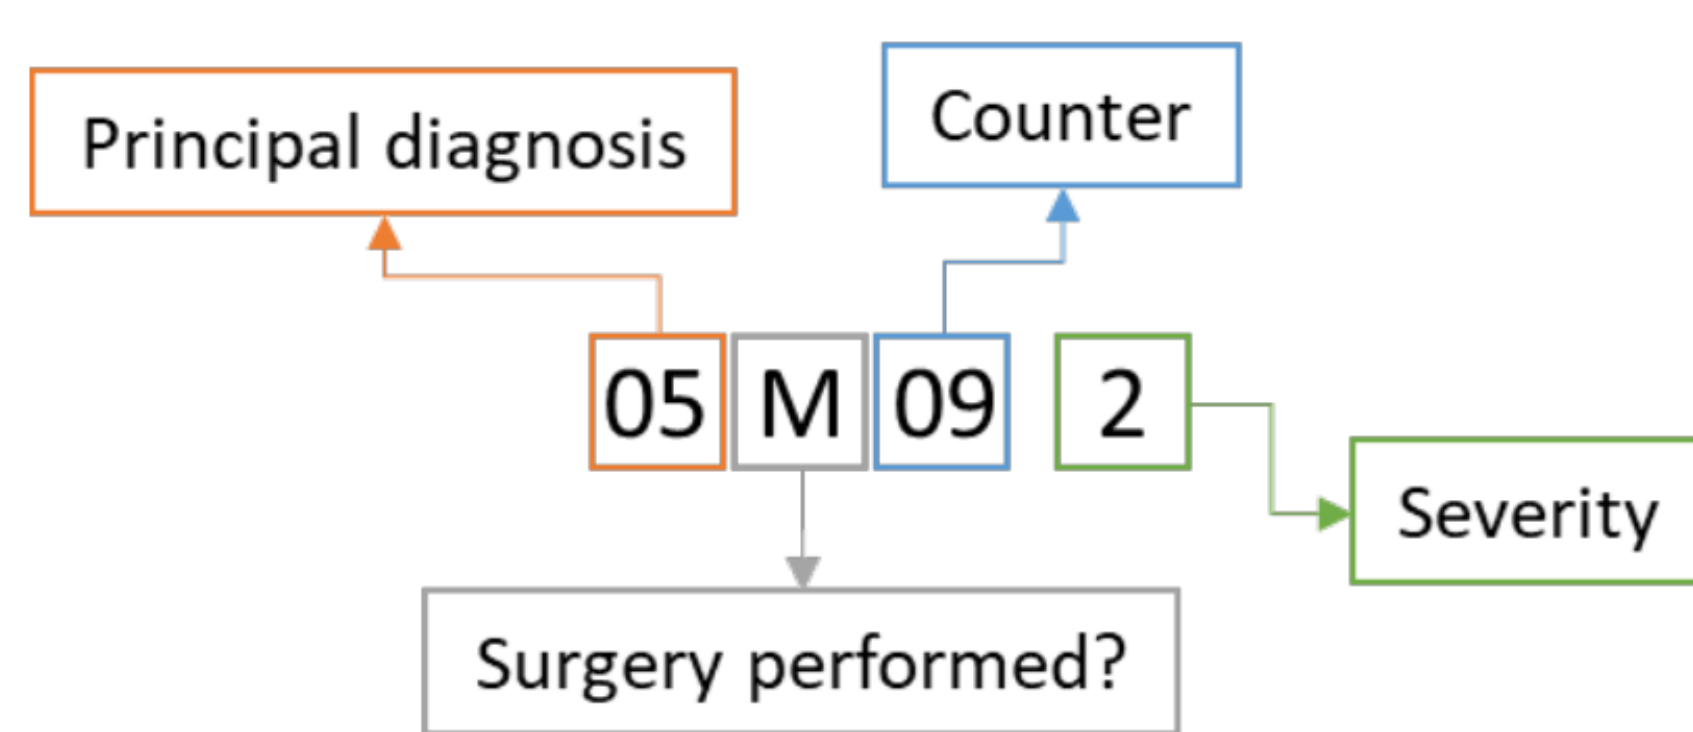 Counter
Principal diagnosis
05 M 09 2
Severity
Surgery performed?